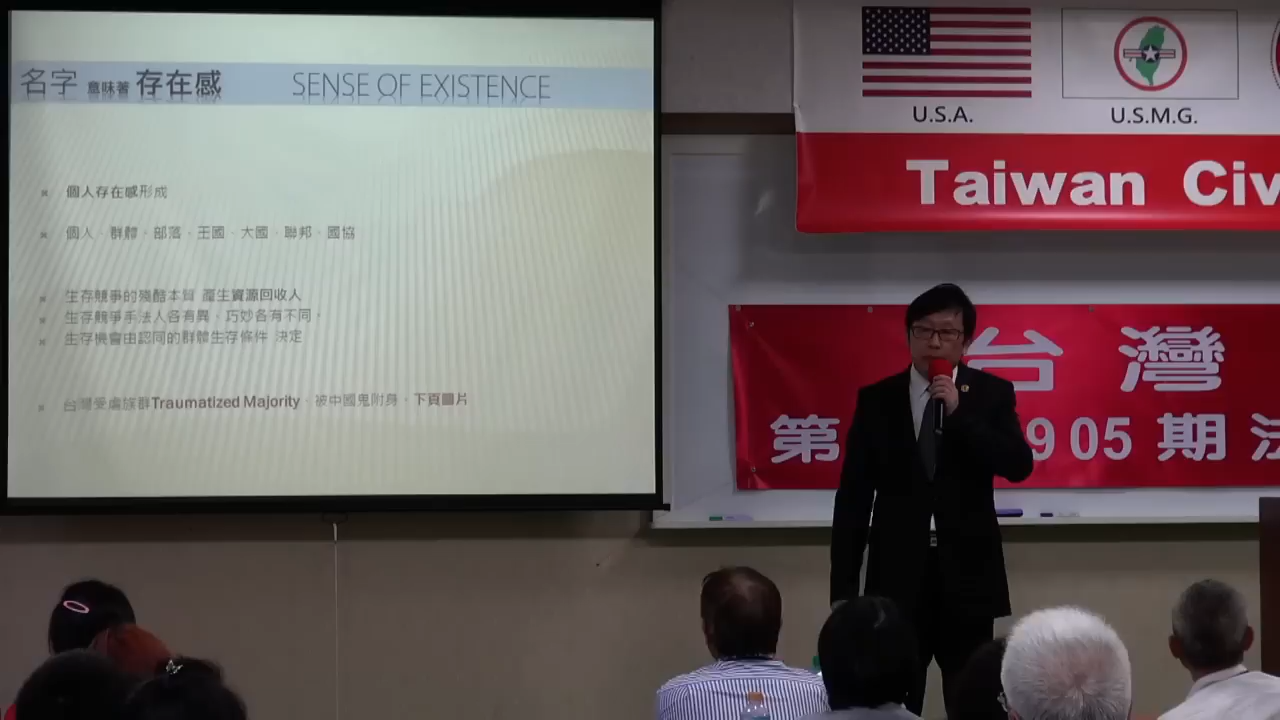 名字 意味著 存在感 SENSE OF EXISTENCE
個人存在感形成
個人、群體、部落、王國、大國、聯邦、國協
生存競爭的殘酷本質 產生資源回收人
生存競爭手法人各有異，巧妙各有不同，
生存機會由認同的群體生存條件 決定
台灣受虐族群Traumatized Majority、被中國鬼附身，下頁圖片
U.S.A.
U.S.M.G.
Taiwan Civ
台灣
第 905期法